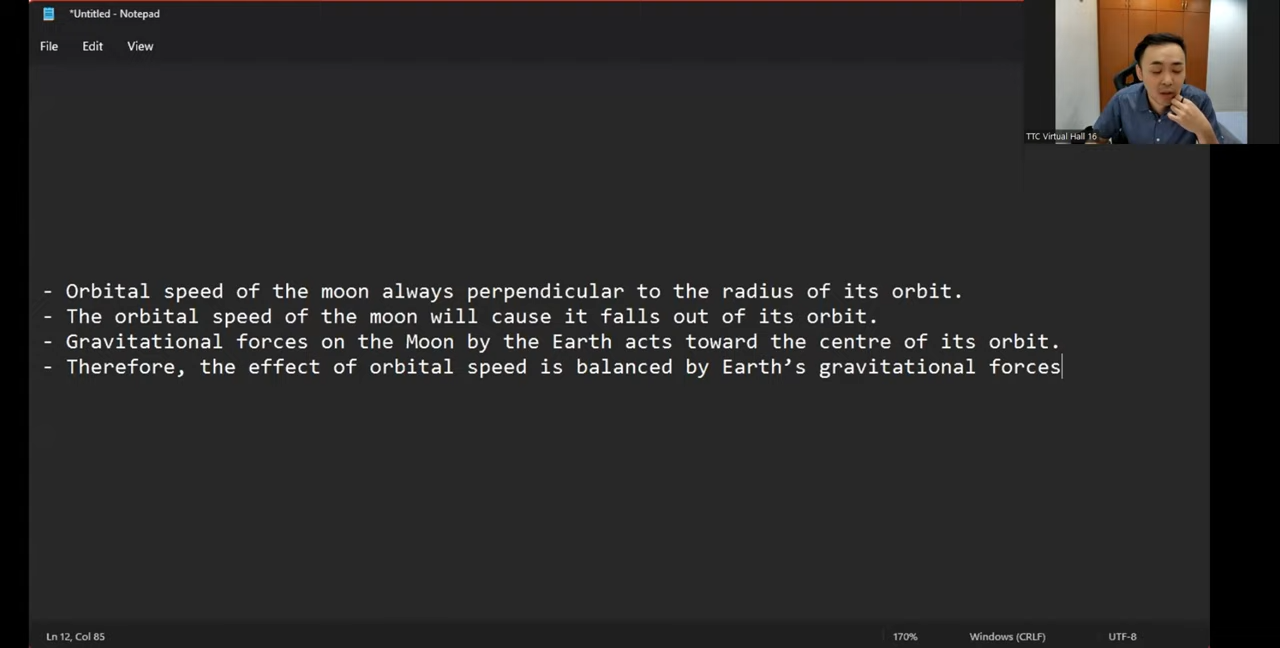 *Untitled - Notepad
File Edit View
TTC Virtual Hall 16
- Orbital speed of the moon always perpendicular to the radius of its orbit.
- The orbital speed of the moon will cause it falls out of its orbit.
- Gravitational forces on the Moon by the Earth acts toward the centre of its orbit.
- Therefore, the effect of orbital speed is balanced by Earth’s gravitational forces
Ln 12, Col 85 170% Windows (CRLF) UTF-8